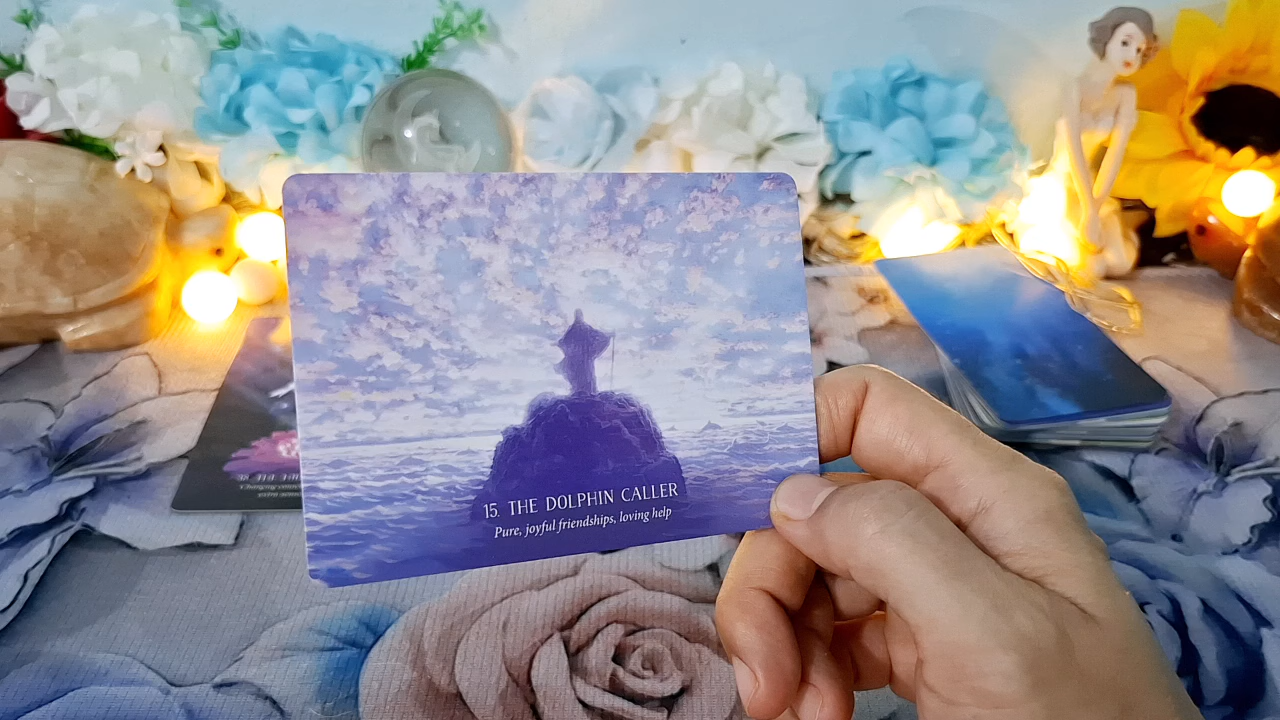 15. THE DOLPHIN CALLER
Pure, joyful friendships, loving help